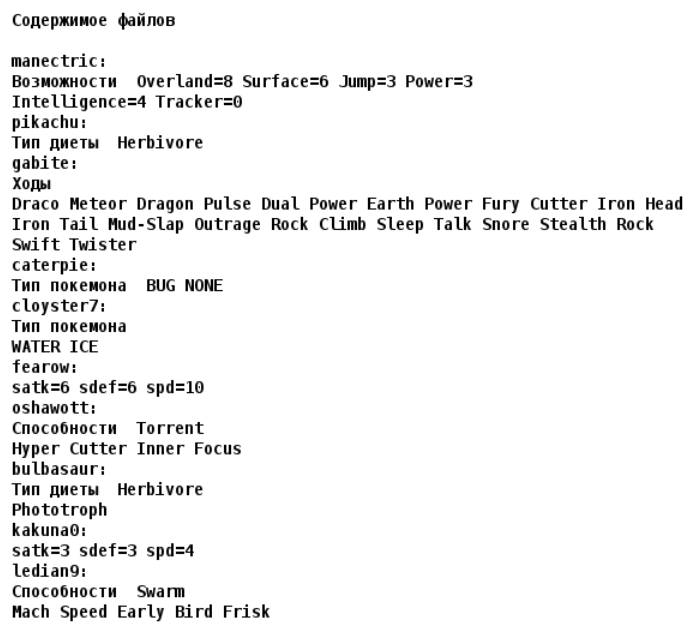 Содержимое файлов
manectric:
Возможности Overland=8 Surface=6 Jump=3 Power=3
Intelligence=4 Tracker=0
pikachu:
Тип диеты Herbivore
gabite:
Ходы
Draco Meteor Dragon Pulse Dual Power Earth Power Fury Cutter Iron Head
Iron Tail Mud-Slap Outrage Rock Climb Sleep Talk Snore Stealth Rock
Swift Twister
caterpie:
Тип покемона BUG NONE
cloyster7:
Тип покемона
WATER ICE
fearow:
satk=6 sdef=6 spd=10
oshawott:
Способности Torrent
Hyper Cutter Inner Focus
bulbasaur:
Тип диеты Herbivore
Phototroph
kakuna0:
satk=3 sdef=3 spd=4
ledian9:
Способности Swarm
Mach Speed Early Bird Frisk